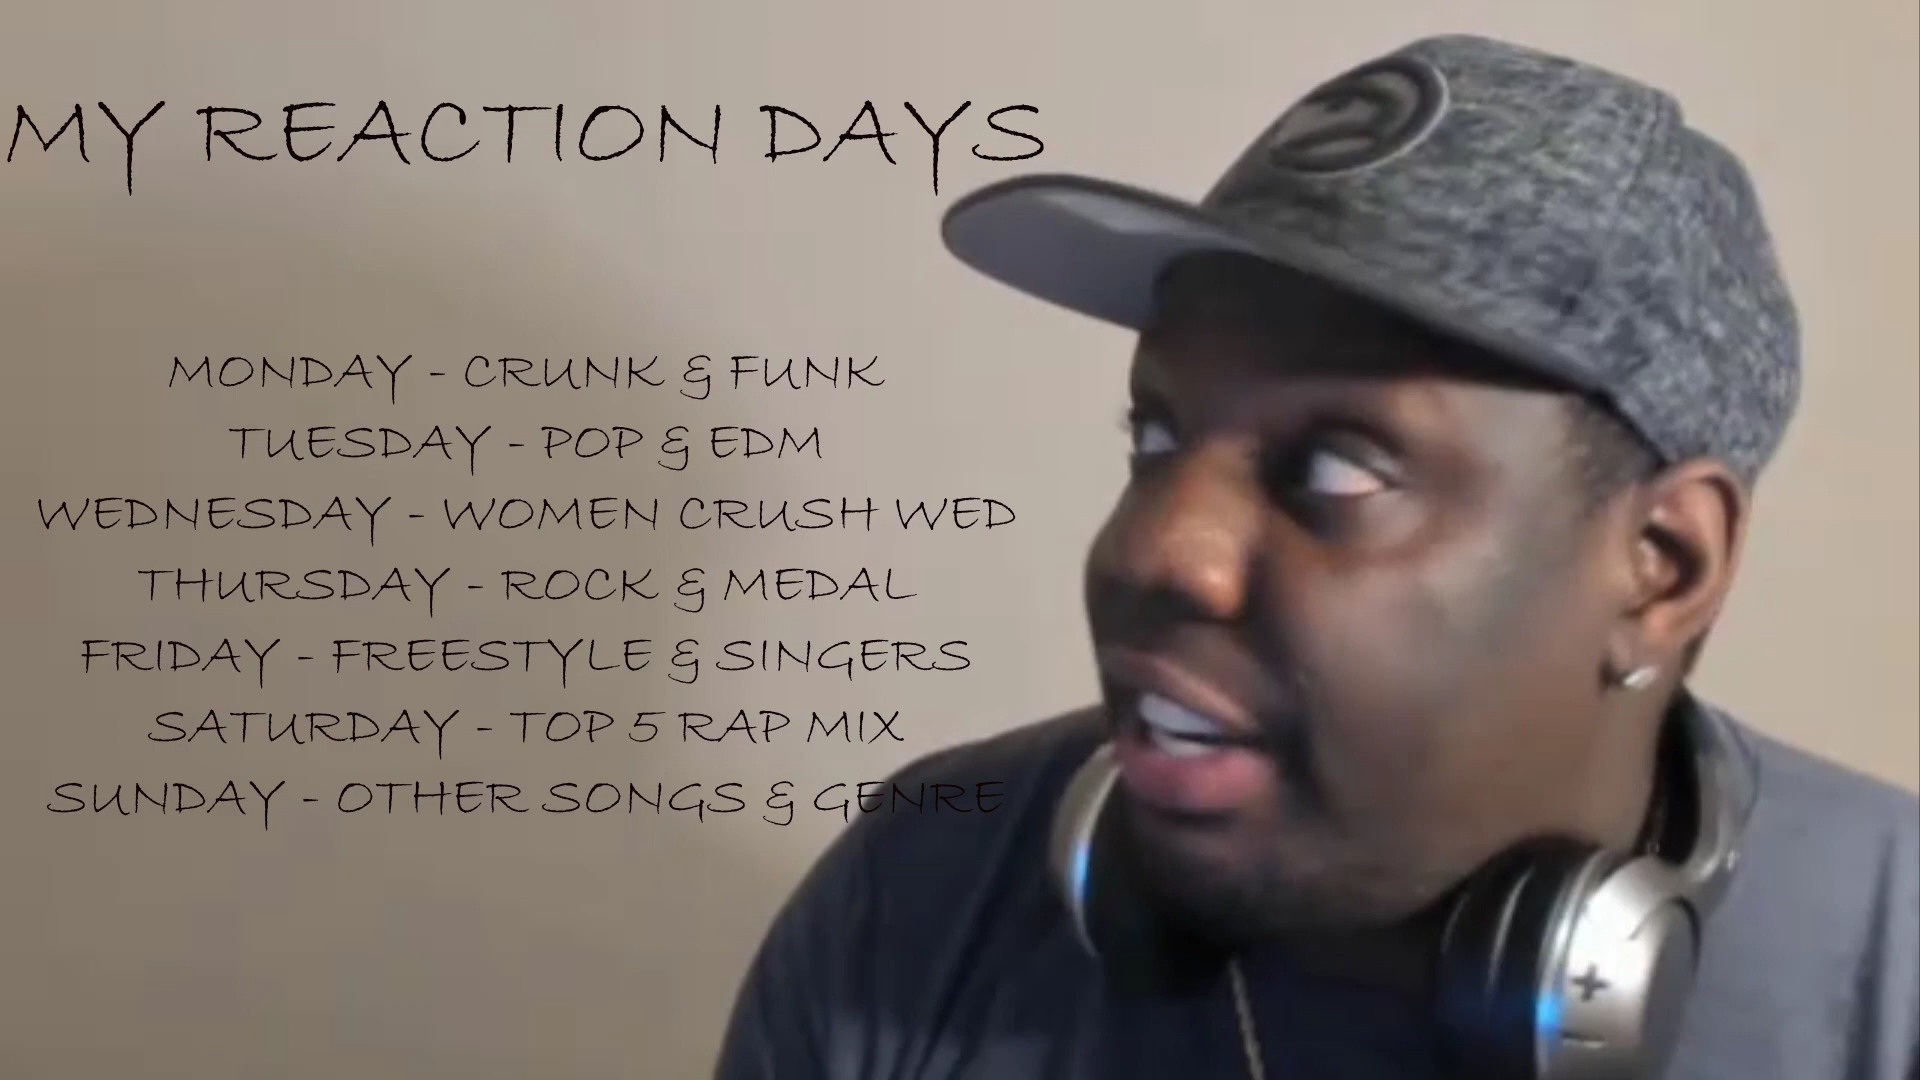 MY REACTION DAYS
MONDAY - CRUNK & FUNK
TUESDAY - POP & EDM
WEDNESDAY - WOMEN CRUSH WED
THURSDAY - ROCK & MEDAL
FRIDAY - FREESTYLE & SINGERS
SATURDAY - TOP 5 RAP MIX
SUNDAY - OTHER SONGS & GENRE